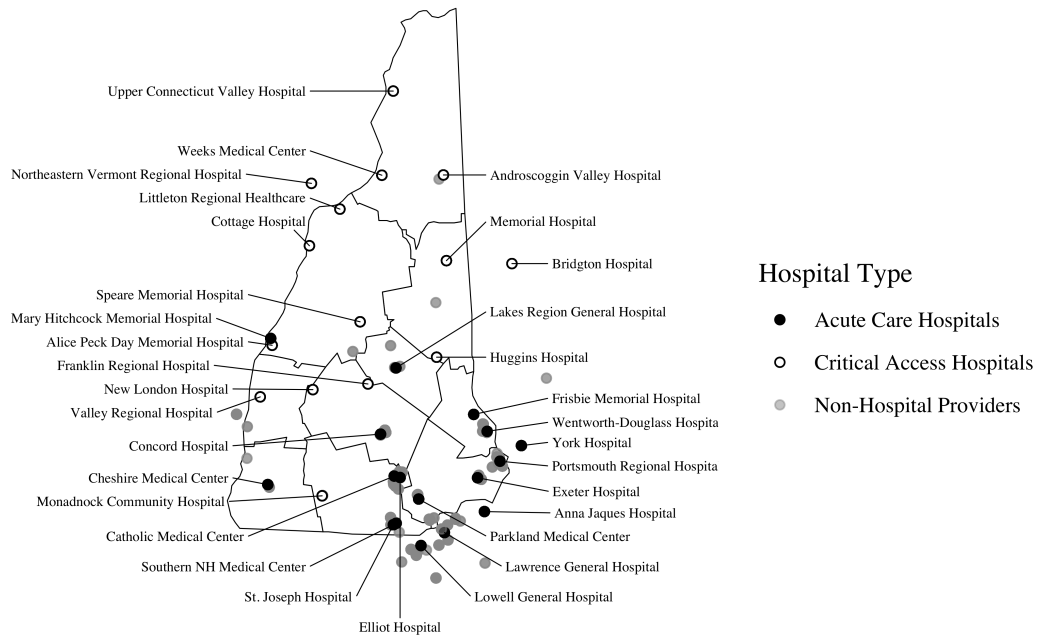 Upper Connecticut Valley Hospital
Weeks Medical Center
Northeastern Vermont Regional Hospital
Androscoggin Valley Hospital
Littleton Regional Healthcare
Cottage Hospital
Memorial Hospital
Bridgton Hospital
Hospital Type
Speare Memorial Hospital
Lakes Region General Hospital
Mary Hitchcock Memorial Hospital
Acute Care Hospitals
Alice Peck Day Memorial Hospital
Huggins Hospital
Critical Access Hospitals
Franklin Regional Hospital
New London Hospital
Frisbie Memorial Hospital
Non-Hospital Providers
Valley Regional Hospital
Wentworth-Douglass Hospita
Concord Hospital
York Hospital
Portsmouth Regional Hospita
Cheshire Medical Center
Exeter Hospital
Monadnock Community Hospital
Anna Jaques Hospital
Catholic Medical Center
Parkland Medical Center
Southern NH Medical Center
Lawrence General Hospital
St. Joseph Hospital
Lowell General Hospital
Elliot Hospital